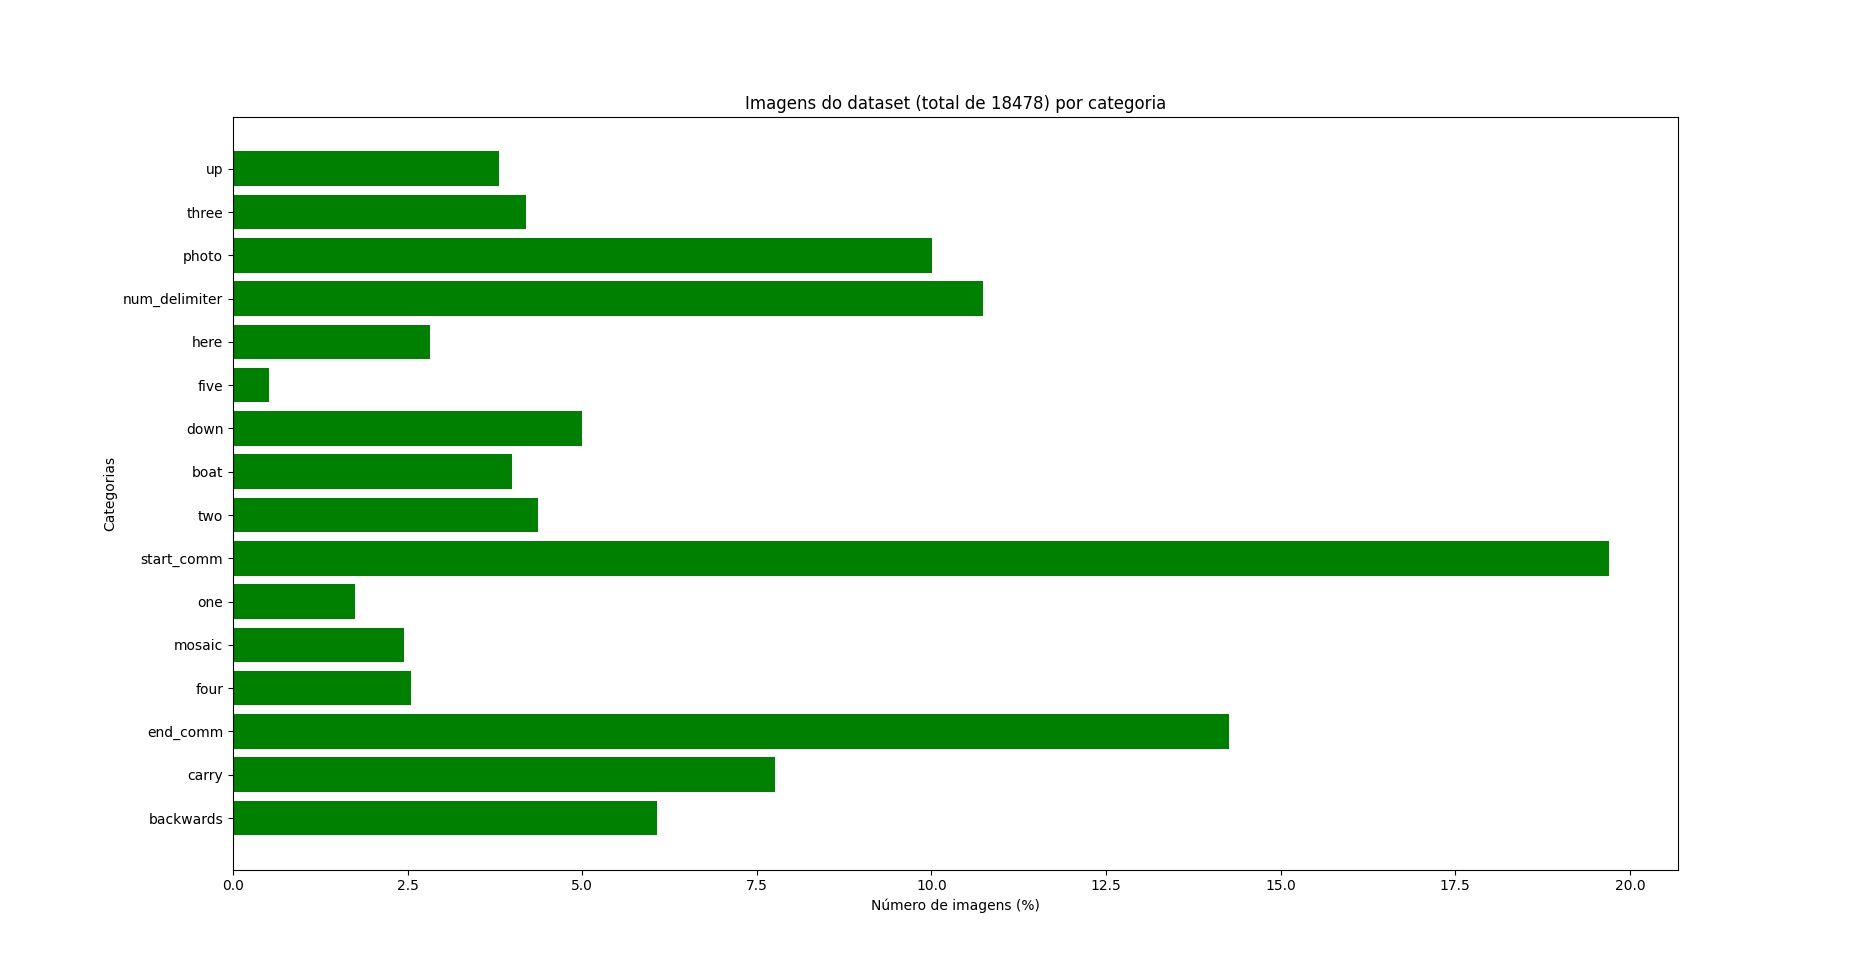 Imagens do dataset (total de 18478) por categoria
up
three
photo
num_delimiter
here
five
down
boat
two
start_comm
one
mosaic
four
end_comm
carry
backwards
Categorias
0.0 2.5 5.0 7.5 10.0 12.5 15.0 17.5 20.0
Número de imagens (%)